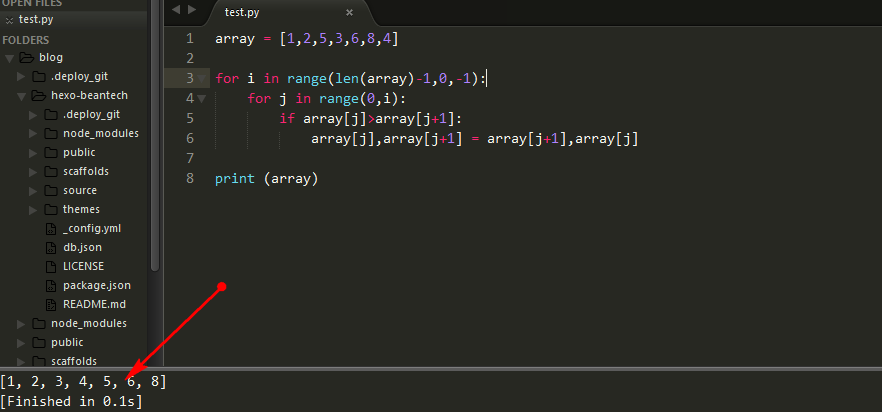 OPEN FILES
test.py
FOLDERS
blog
.deploy_git
hexo-beantech
.deploy_git
node_modules
public
scaffolds
source
themes
_config.yml
db.json
LICENSE
package.json
README.md
node_modules
public
scaffolds
test.py
1 array = [1,2,5,3,6,8,4]
2
3 for i in range(len(array)-1,0,-1):
4     for j in range(0,i):
5         if array[j]>array[j+1]:
6             array[j],array[j+1] = array[j+1],array[j]
7
8 print (array)
[1, 2, 3, 4, 5, 6, 8]
[Finished in 0.1s]